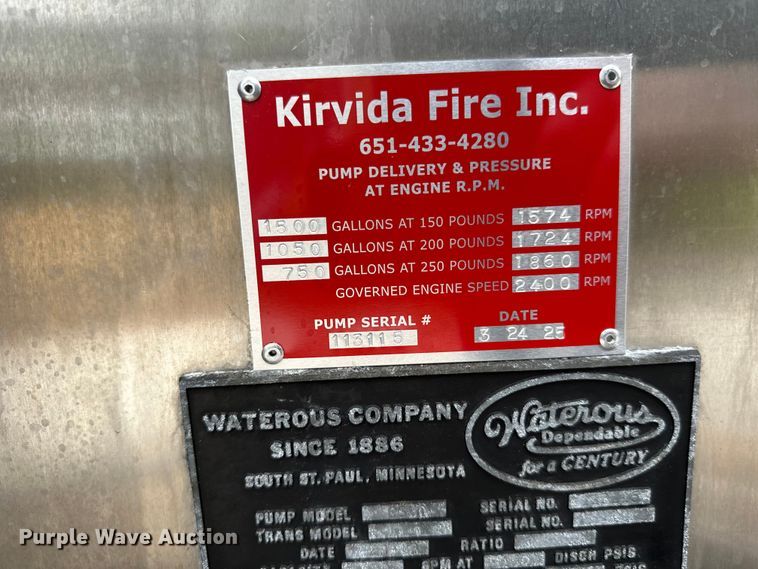 Kirvida Fire Inc.
651-433-4280
PUMP DELIVERY & PRESSURE
AT ENGINE R.P.M.
1500 GALLONS AT 150 POUNDS 1574 RPM
1050 GALLONS AT 200 POUNDS 1724 RPM
750 GALLONS AT 250 POUNDS 1860 RPM
GOVERNED ENGINE SPEED 2400 RPM
PUMP SERIAL # DATE
113115 3 24 25
WATEROUS COMPANY
SINCE 1886
SOUTH ST. PAUL, MINNESOTA
Waterous
Dependable
for a CENTURY
PUMP MODEL SERIAL NO.
TRANS MODEL SERIAL NO.
DATE RATIO
GPM AT DISCH PSIG
Purple Wave Auction